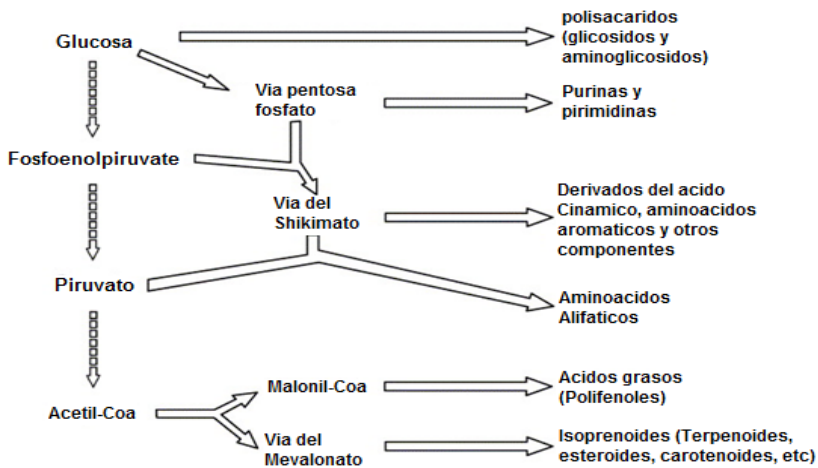 Glucosa
polisacaridos
(glicosidos y
aminoglicosidos)
Via pentosa
fosfato
Purinas y
pirimidinas
Fosfoenolpiruvate
Via del
Shikimato
Derivados del acido
Cinamico, aminoacidos
aromaticos y otros
componentes
Piruvato
Aminoacidos
Alifaticos
Acetil-Coa
Malonil-Coa
Acidos grasos
(Polifenoles)
Via del
Mevalonato
Isoprenoides (Terpenoides,
esteroides, carotenoides, etc)